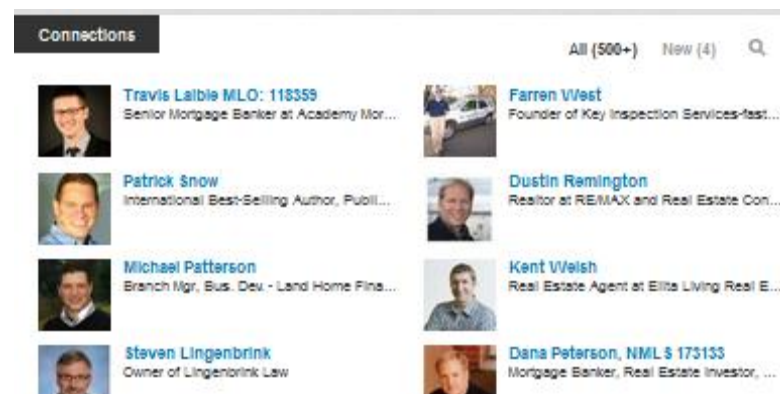 Connections
All (500+) New (4)
Travis Laible MLO: 118359
Senior Mortgage Banker at Academy Mor...
Farren West
Founder of Key Inspection Services-fast...
Patrick Snow
International Best-Selling Author, Publi...
Dustin Remington
Realtor at RE/MAX and Real Estate Con...
Michael Patterson
Branch Mgr, Bus. Dev. - Land Home Fina...
Kent Welsh
Real Estate Agent at Elita Living Real E...
Steven Lingenbrink
Owner of Lingenbrink Law
Dana Peterson, NMLS 173133
Mortgage Banker, Real Estate Investor, ...